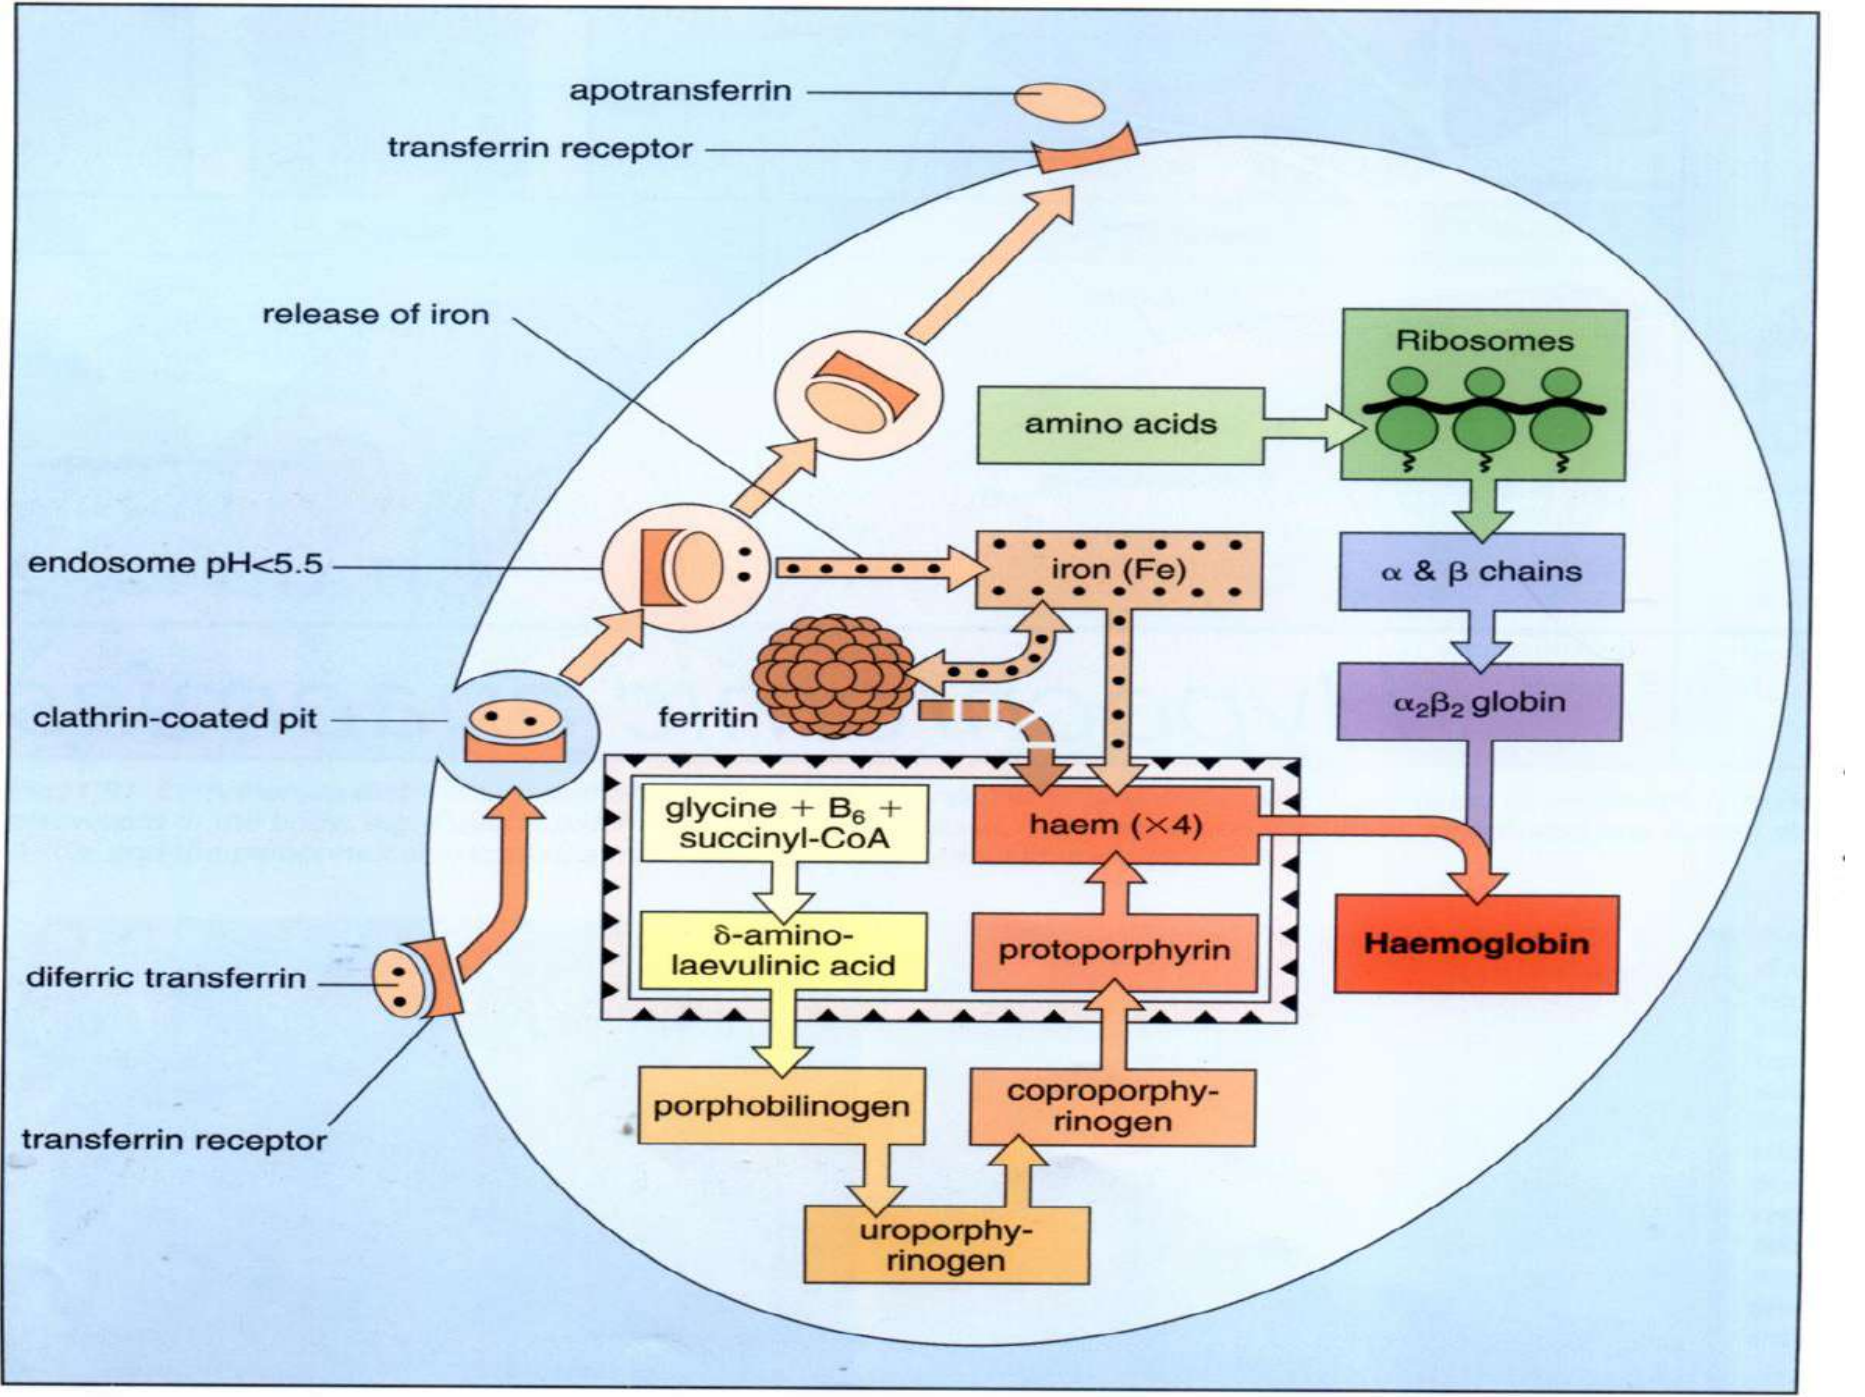 apotransferrin
transferrin receptor
release of iron
Ribosomes
amino acids
endosome pH<5.5
iron (Fe)
α & β chains
clathrin-coated pit
ferritin
α₂β₂ globin
glycine + B₆ +
succinyl-CoA
haem (×4)
δ-amino-
laevulinic acid
protoporphyrin
Haemoglobin
diferric transferrin
transferrin receptor
porphobilinogen
coproporphy-
rinogen
uroporphy-
rinogen